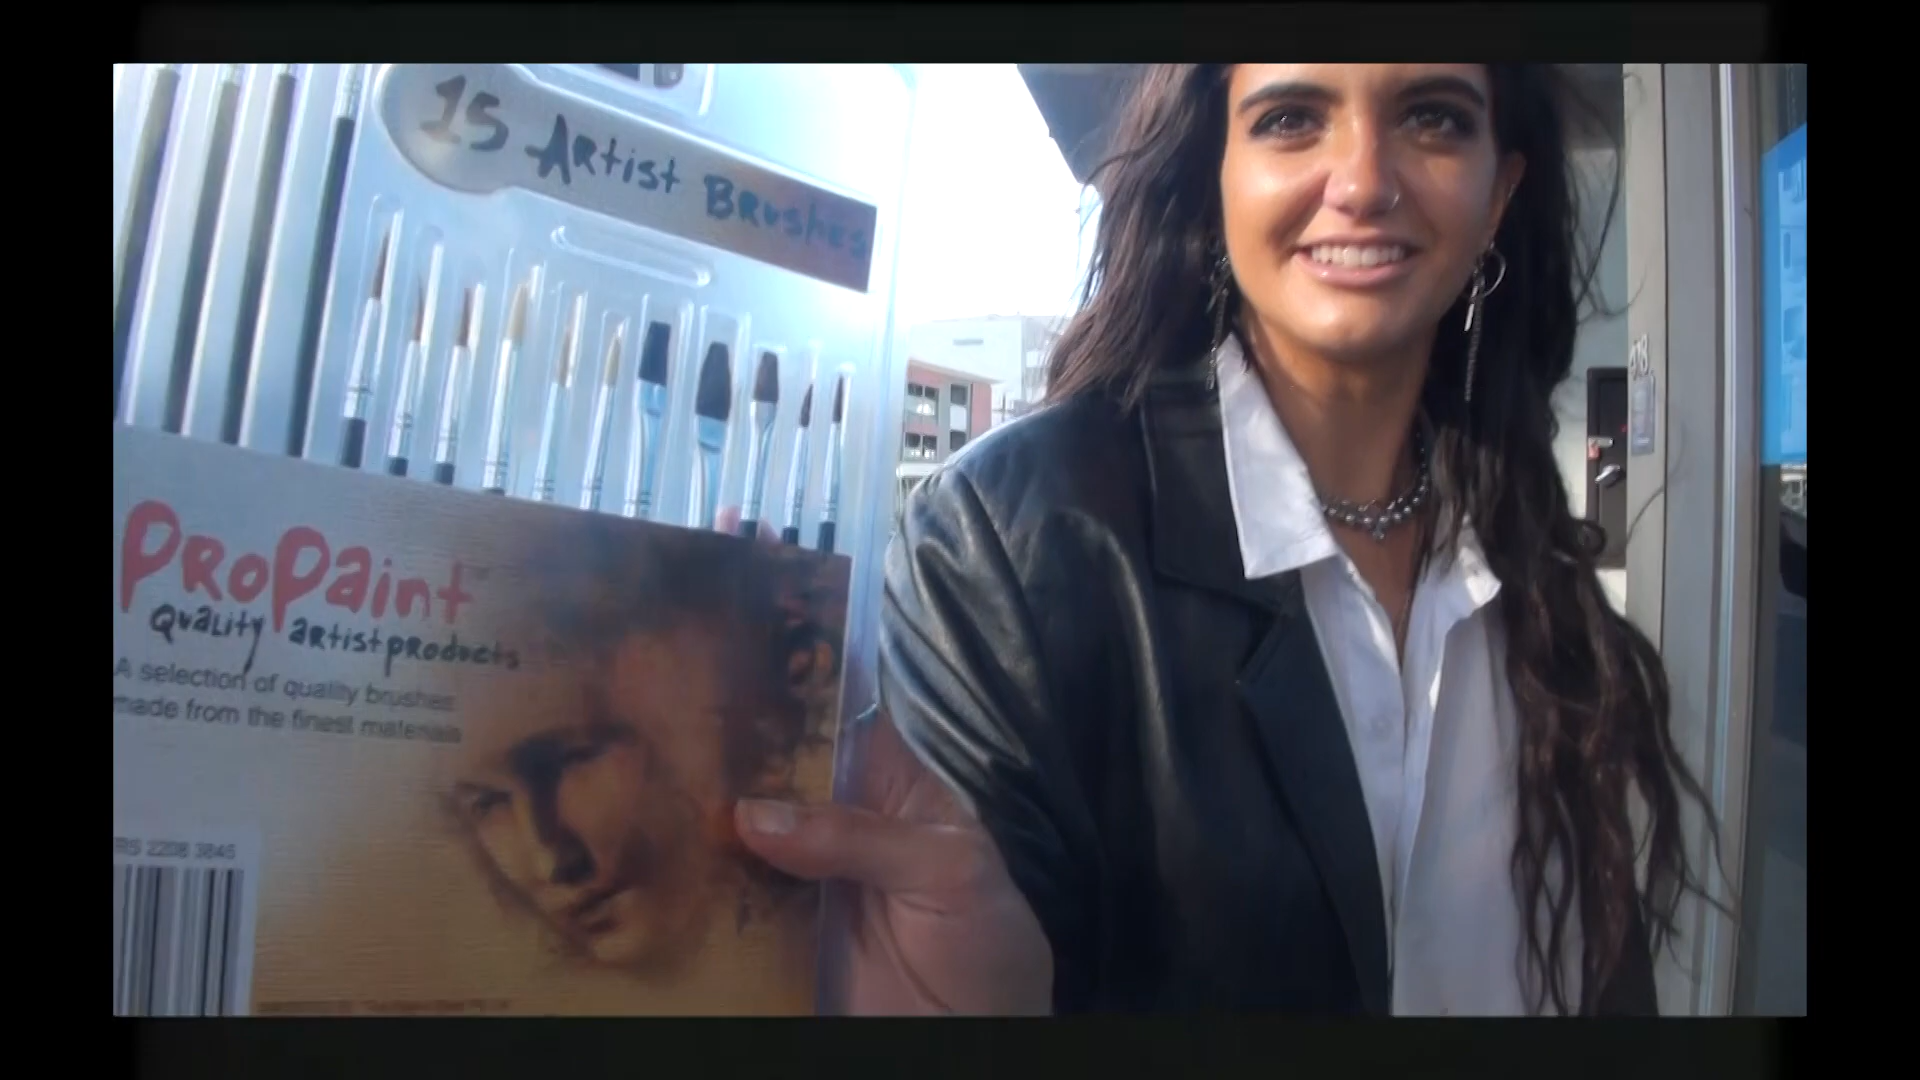 15 Artist Brushes
ProPaint
Quality artist products
A selection of quality brushes
made from the finest materials
RS 2208 3845
418